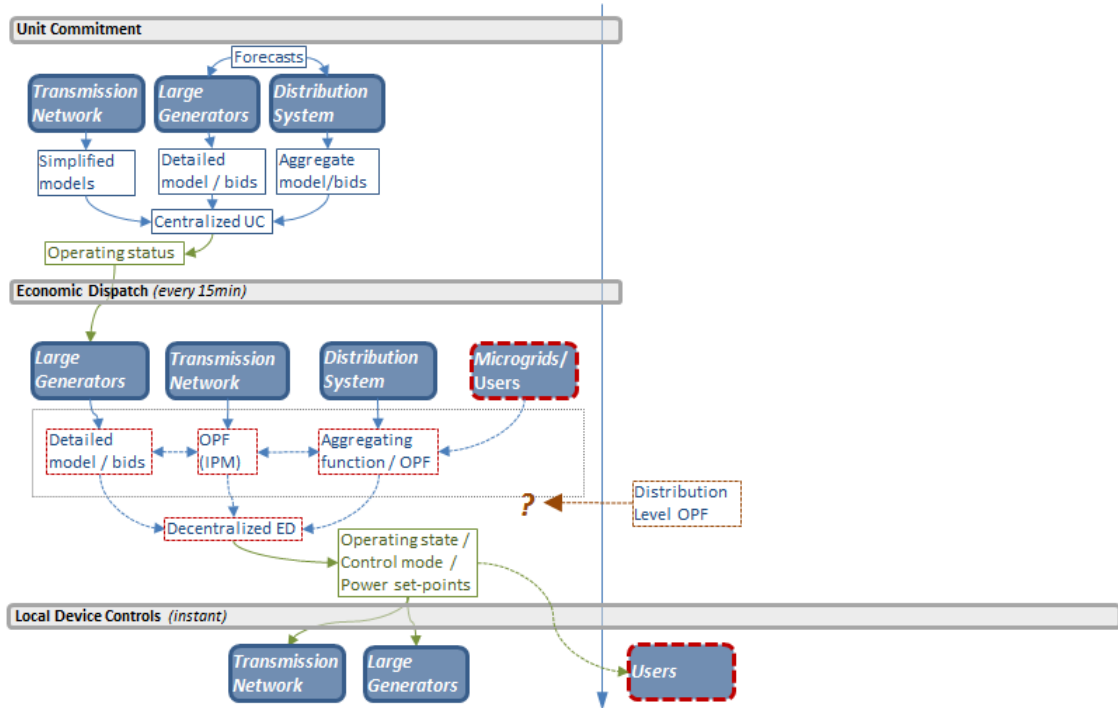 Unit Commitment
Forecasts
Transmission
Network
Large
Generators
Distribution
System
Simplified
models
Detailed
model / bids
Aggregate
model/bids
Centralized UC
Operating status
Economic Dispatch (every 15min)
Large
Generators
Transmission
Network
Distribution
System
Microgrids/
Users
Detailed
model / bids
OPF
(IPM)
Aggregating
function / OPF
?
Distribution
Level OPF
Decentralized ED
Operating state /
Control mode /
Power set-points
Local Device Controls (instant)
Transmission
Network
Large
Generators
Users